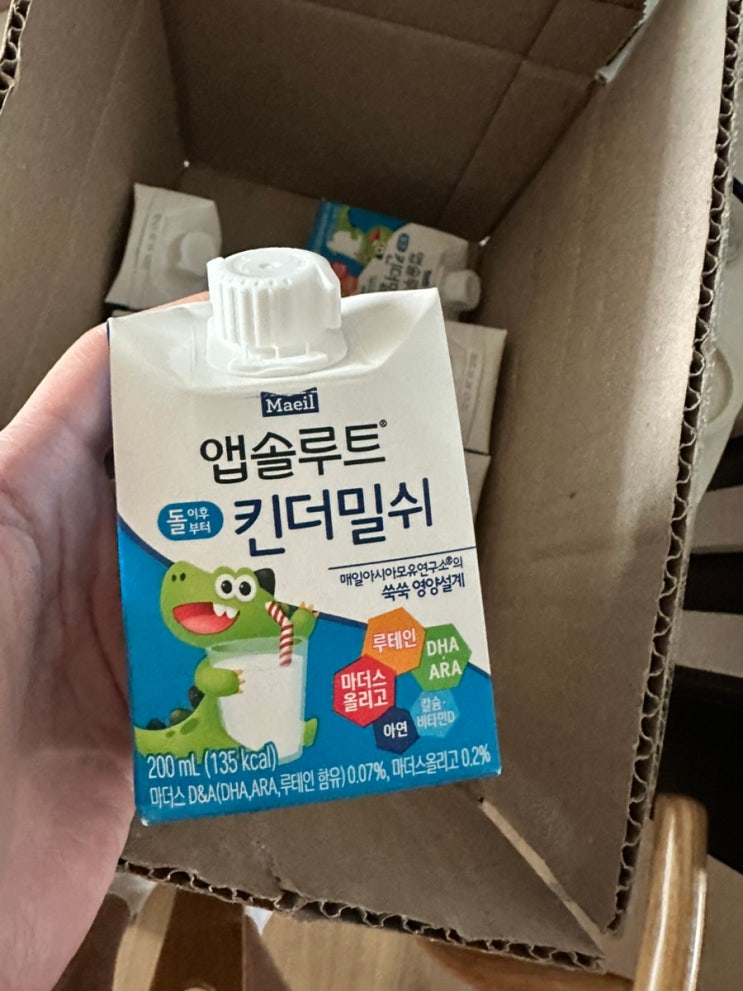 Maeil
앱솔루트®
돌 이후 부터
킨더밀쉬
매일아시아모유연구소®의
쑥쑥 영양설계
루테인
DHA
ARA
마더스
올리고
칼슘·
비타민D
아연
200 mL (135 kcal)
마더스 D&A(DHA,ARA,루테인 함유) 0.07%, 마더스올리고 0.2%